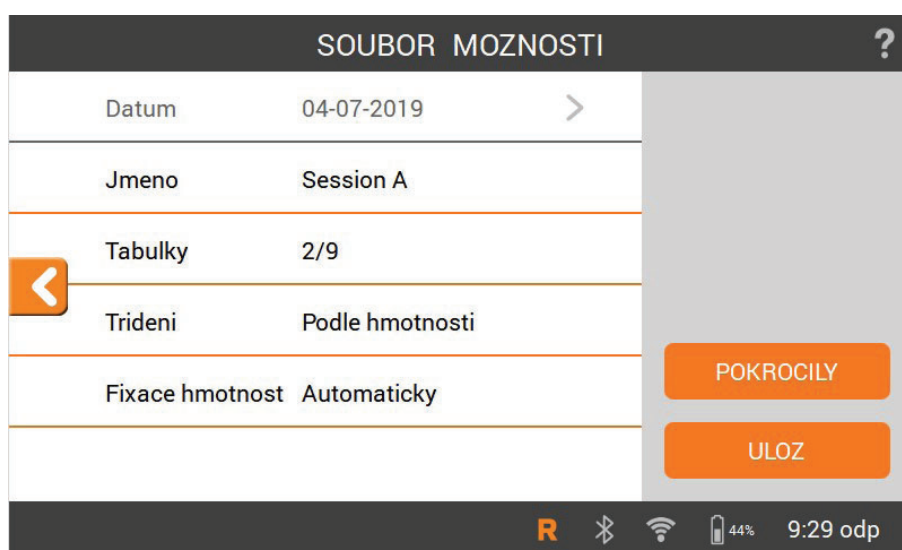 SOUBOR MOZNOSTI ?
Datum 04-07-2019
Jmeno Session A
Tabulky 2/9
Trideni Podle hmotnosti
Fixace hmotnost Automaticky
POKROCILY
ULOZ
R 44% 9:29 odp